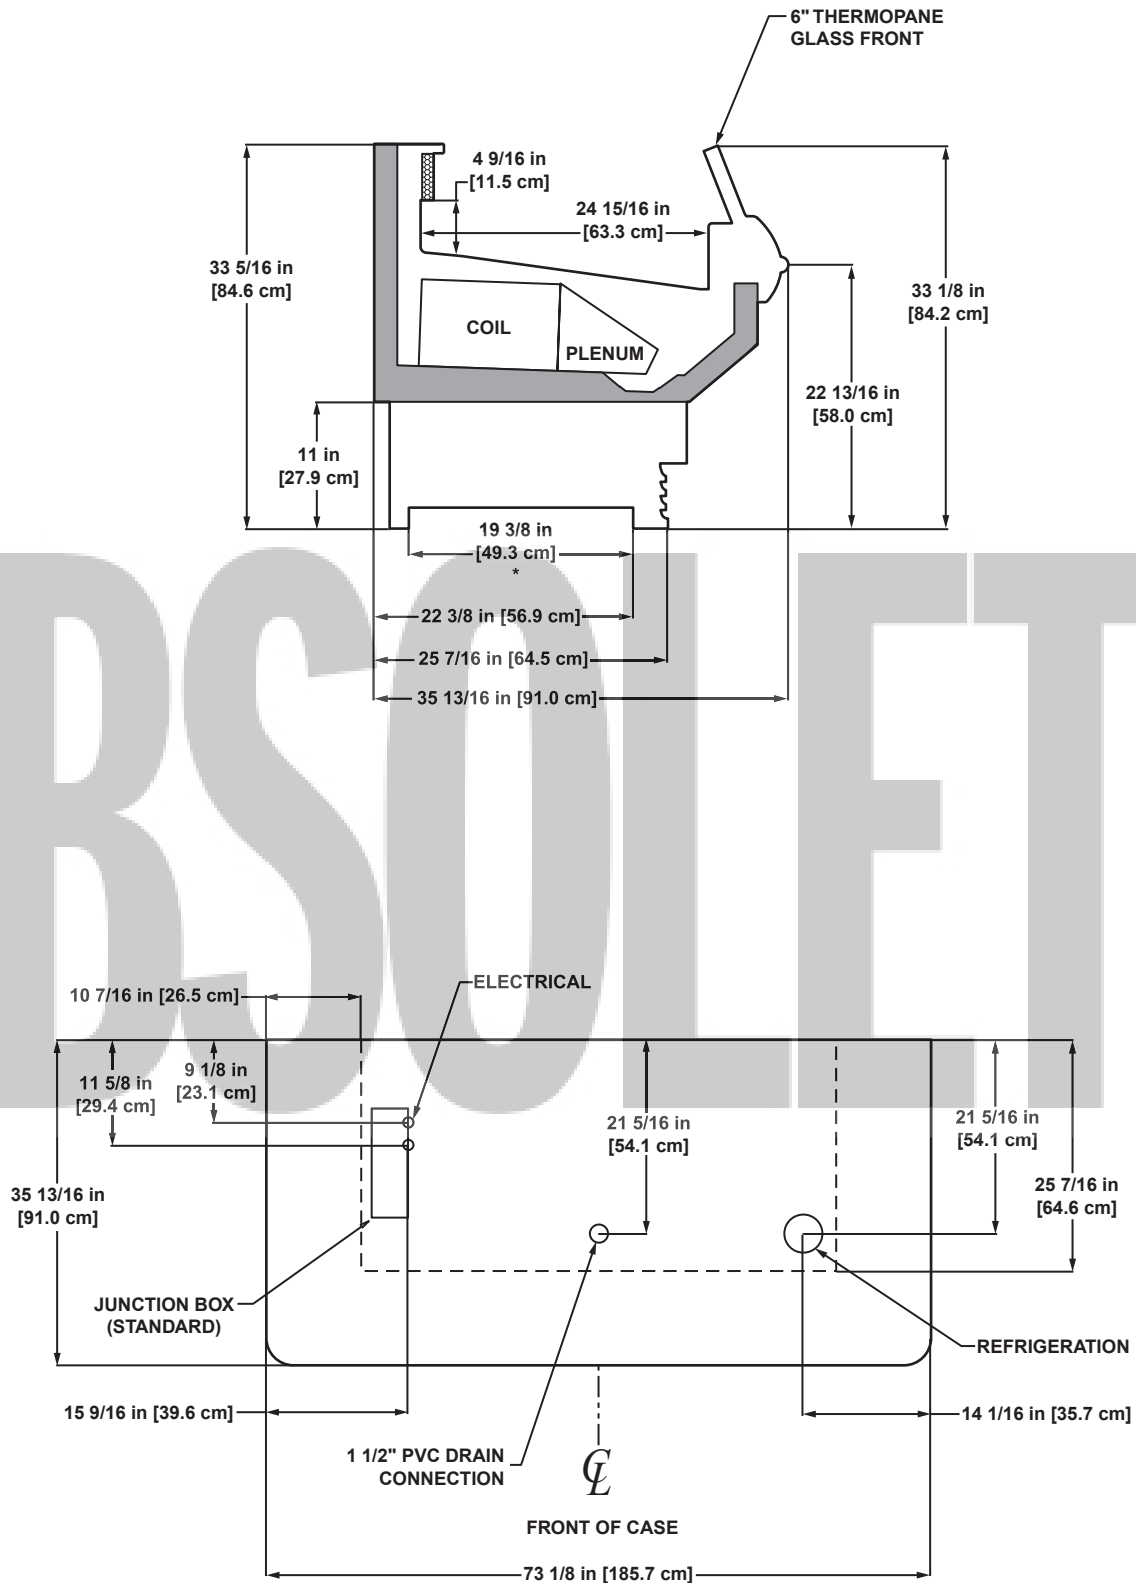 6" THERMOPANE
GLASS FRONT
4 9/16 in
[11.5 cm]
24 15/16 in
[63.3 cm]
33 5/16 in
[84.6 cm]
33 1/8 in
[84.2 cm]
COIL
PLENUM
22 13/16 in
[58.0 cm]
11 in
[27.9 cm]
19 3/8 in
[49.3 cm]
*
22 3/8 in [56.9 cm]
25 7/16 in [64.5 cm]
35 13/16 in [91.0 cm]
BSOLET
ELECTRICAL
10 7/16 in [26.5 cm]
9 1/8 in
[23.1 cm]
11 5/8 in
[29.4 cm]
21 5/16 in
[54.1 cm]
21 5/16 in
[54.1 cm]
35 13/16 in
[91.0 cm]
25 7/16 in
[64.6 cm]
JUNCTION BOX
(STANDARD)
REFRIGERATION
15 9/16 in [39.6 cm]
14 1/16 in [35.7 cm]
1 1/2" PVC DRAIN
CONNECTION
CL
FRONT OF CASE
73 1/8 in [185.7 cm]